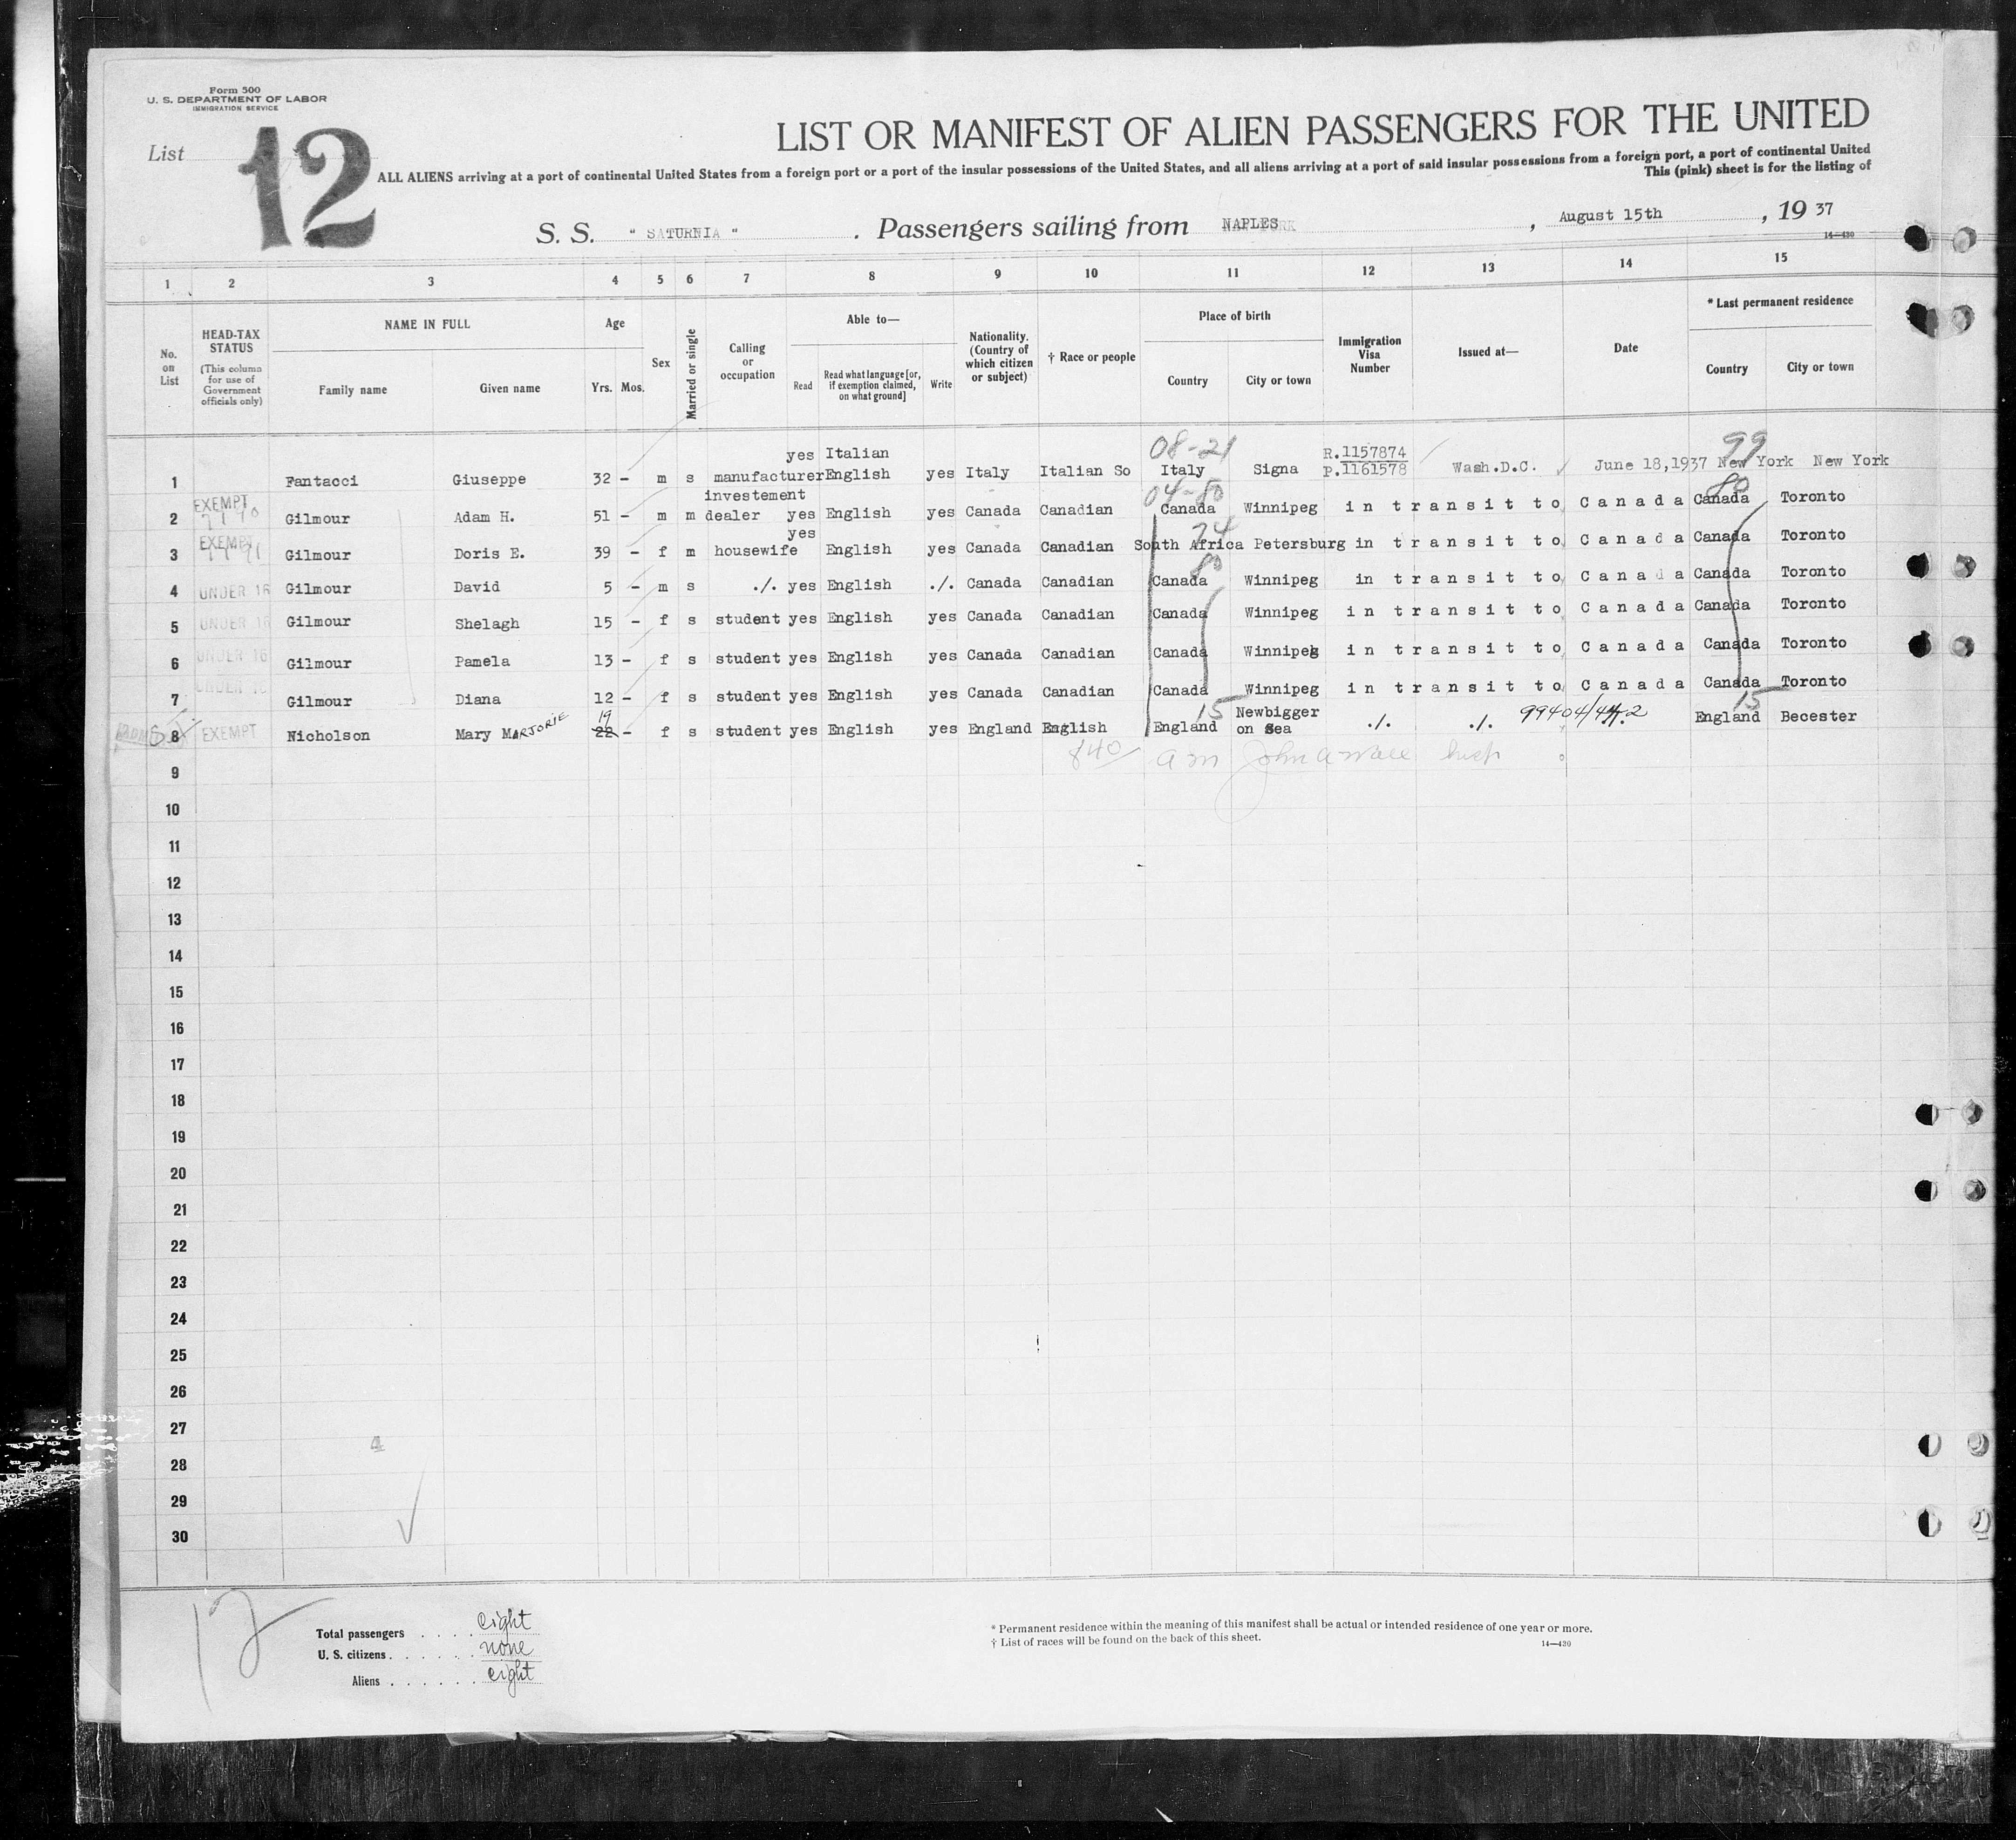 Form 500
U. S. DEPARTMENT OF LABOR
IMMIGRATION SERVICE
List 12
LIST OR MANIFEST OF ALIEN PASSENGERS FOR THE UNITED
ALL ALIENS arriving at a port of continental United States from a foreign port or a port of the insular possessions of the United States, and all aliens arriving at a port of said insular possessions from a foreign port, a port of continental United
This (pink) sheet is for the listing of
S. S. " SATURNIA " . Passengers sailing from NAPLES , August 15th , 19 37
14—430
1 2 3 4 5 6 7 8 9 10 11 12 13 14 15
No. on List
HEAD-TAX STATUS (This column for use of Government officials only)
NAME IN FULL
Family name Given name
Age
Yrs. Mos.
Sex
Married or single
Calling or occupation
Able to—
Read
Read what language [or, if exemption claimed, on what ground]
Write
Nationality. (Country of which citizen or subject)
† Race or people
Place of birth
Country City or town
Immigration Visa Number
Issued at—
Date
* Last permanent residence
Country City or town
08-21 99
yes Italian R.1157874
1 Fantacci Giuseppe 32 - m s manufacturer English yes Italy Italian So Italy Signa P.1161578 Wash.D.C. June 18,1937 New York New York
EXEMPT investement 04-80 80
2 Gilmour Adam H. 51 - m m dealer yes English yes Canada Canadian Canada Winnipeg in transit to Canada Canada Toronto
EXEMPT yes 24
3 Gilmour Doris E. 39 - f m housewife English yes Canada Canadian South Africa Petersburg in transit to Canada Canada Toronto
80
4 UNDER 16 Gilmour David 5 - m s ./. yes English ./. Canada Canadian Canada Winnipeg in transit to Canada Canada Toronto
5 UNDER 16 Gilmour Shelagh 15 - f s student yes English yes Canada Canadian Canada Winnipeg in transit to Canada Canada Toronto
6 UNDER 16 Gilmour Pamela 13 - f s student yes English yes Canada Canadian Canada Winnipeg in transit to Canada Canada Toronto
7 UNDER 16 Gilmour Diana 12 - f s student yes English yes Canada Canadian Canada Winnipeg in transit to Canada Canada Toronto
19 15 Newbigger 15
8 EXEMPT Nicholson Mary MARJORIE 22 - f s student yes English yes England English England on Sea ./. ./. England Becester
$40 John
9
10
11
12
13
14
15
16
17
18
19
20
21
22
23
24
25
26
27
28
29
30
12
Total passengers . . . . eight
U. S. citizens . . . . . . none
Aliens . . . . . . eight
* Permanent residence within the meaning of this manifest shall be actual or intended residence of one year or more.
† List of races will be found on the back of this sheet.
14—430